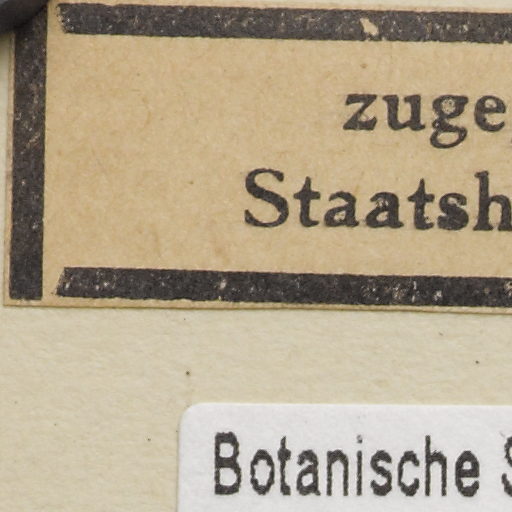 zuge
Staatsh
Botanische S